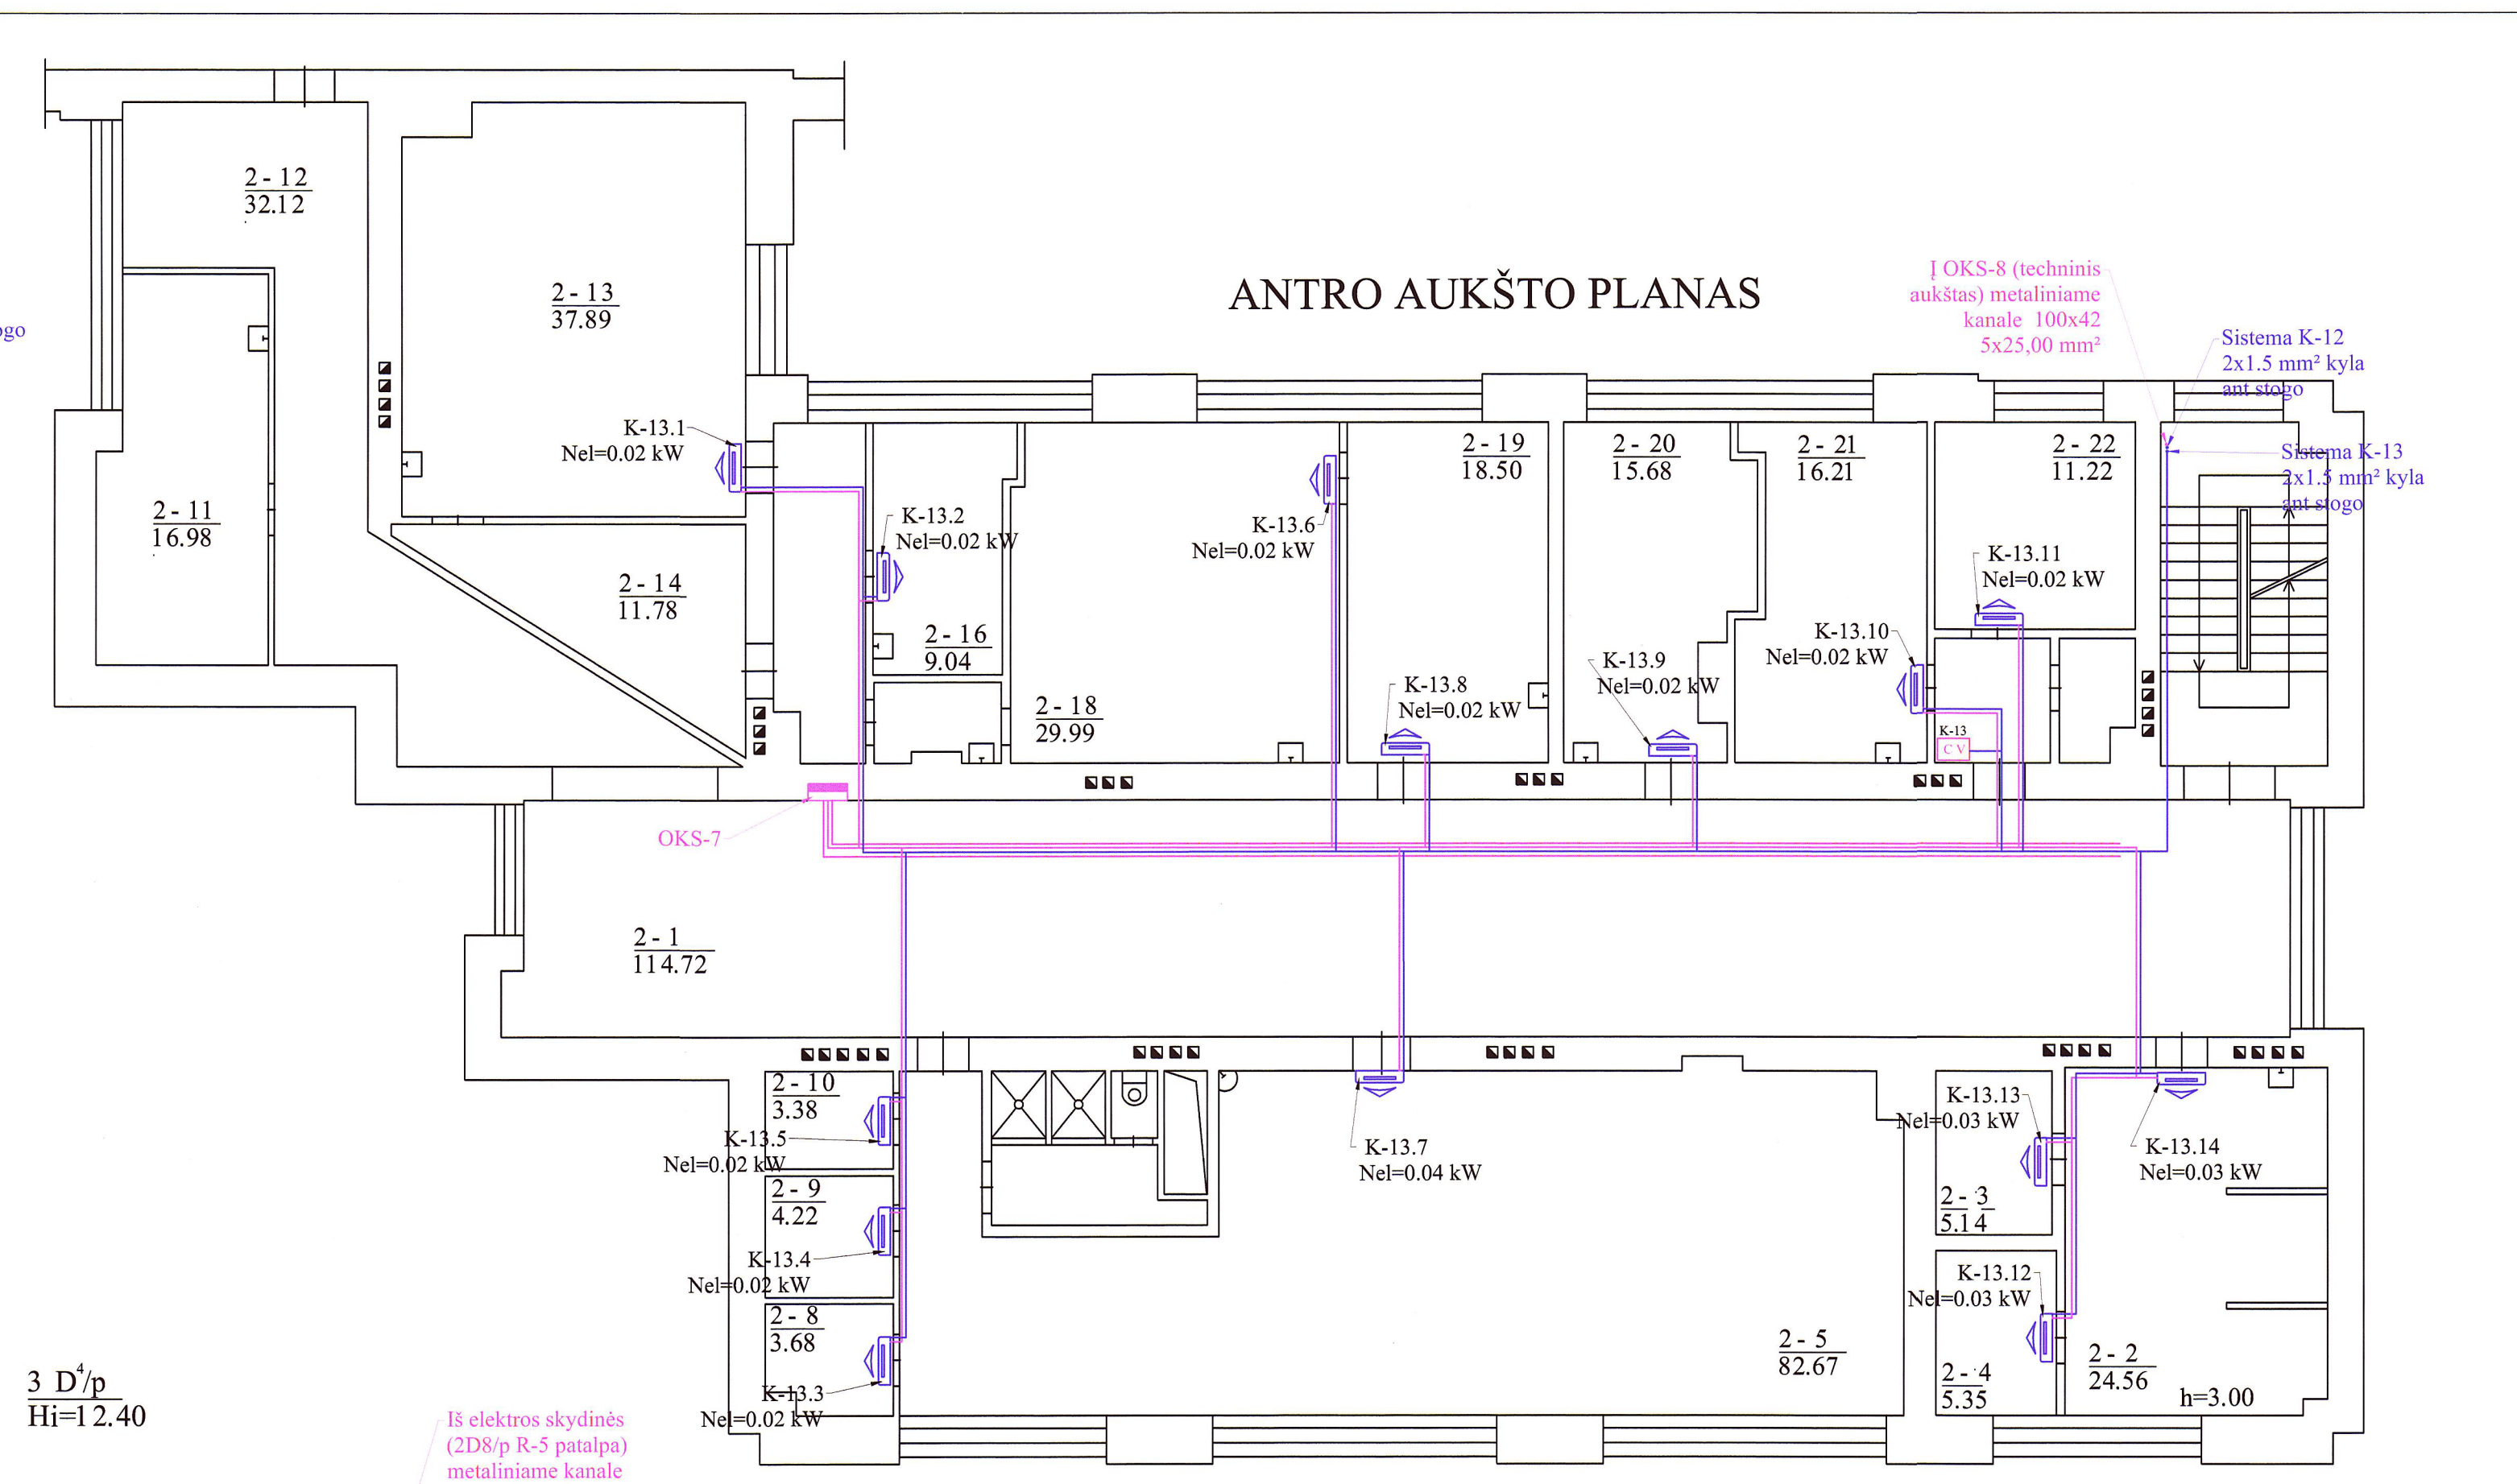 2 - 12
32.12
2 - 13
37.89
ANTRO AUKŠTO PLANAS
Į OKS-8 (techninis
aukštas) metaliniame
kanale 100x42
5x25,00 mm²
ogo
Sistema K-12
2x1.5 mm² kyla
ant stogo
K-13.1
Nel=0.02 kW
2 - 19
18.50
2 - 20
15.68
2 - 21
16.21
2 - 22
11.22
Sistema K-13
2x1.5 mm² kyla
ant stogo
2 - 11
16.98
K-13.2
Nel=0.02 kW
K-13.6
Nel=0.02 kW
K-13.11
Nel=0.02 kW
2 - 14
11.78
2 - 16
9.04
K-13.10
Nel=0.02 kW
K-13.9
Nel=0.02 kW
K-13.8
Nel=0.02 kW
2 - 18
29.99
K-13
C V
OKS-7
2 - 1
114.72
2 - 10
3.38
K-13.5
Nel=0.02 kW
K-13.7
Nel=0.04 kW
K-13.13
Nel=0.03 kW
K-13.14
Nel=0.03 kW
2 - 9
4.22
2 - 3
5.14
K-13.4
Nel=0.02 kW
K-13.12
Nel=0.03 kW
2 - 8
3.68
2 - 5
82.67
2 - 4
5.35
2 - 2
24.56
h=3.00
K-13.3
Nel=0.02 kW
3 D⁴/p
Hi=12.40
Iš elektros skydinės
(2D8/p R-5 patalpa)
metaliniame kanale